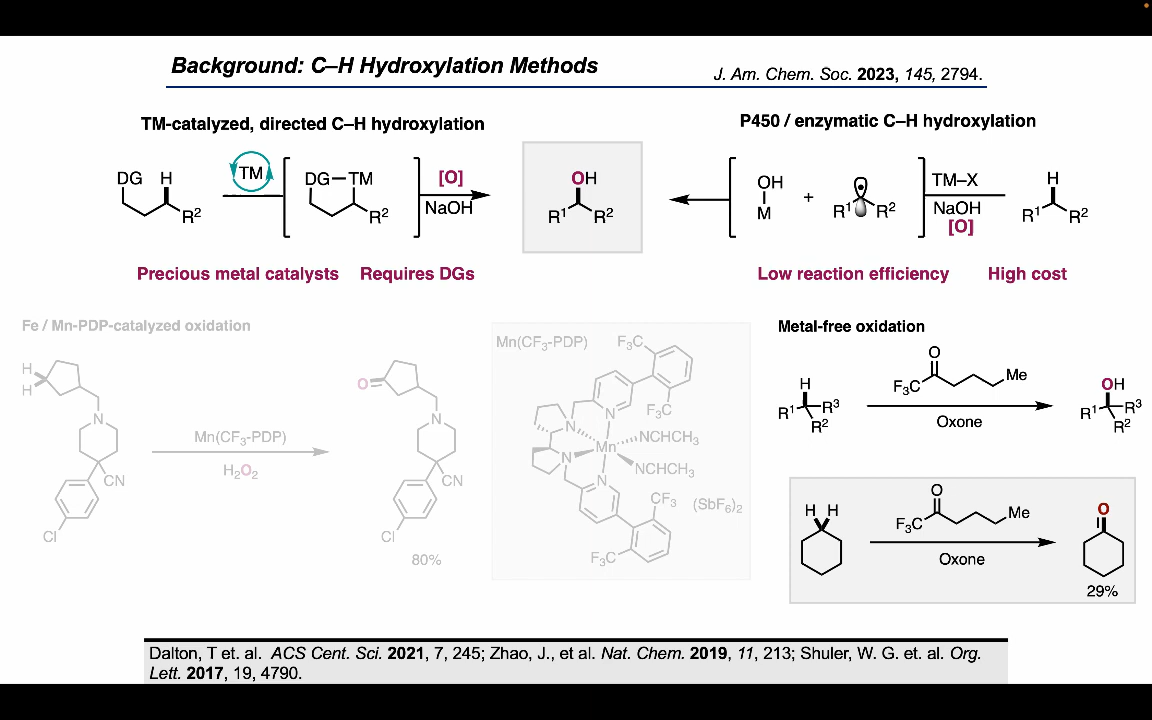 Background: C–H Hydroxylation Methods
J. Am. Chem. Soc. 2023, 145, 2794.
TM-catalyzed, directed C–H hydroxylation
P450 / enzymatic C–H hydroxylation
DG H
R2
TM
DG–TM
R2
[O]
NaOH
OH
R1 R2
OH
M
+
R1 R2
TM–X
NaOH
[O]
H
R1 R2
Precious metal catalysts
Requires DGs
Low reaction efficiency
High cost
Fe / Mn-PDP-catalyzed oxidation
H
H
N
CN
Cl
Mn(CF3-PDP)
H2O2
O
N
CN
Cl
80%
Mn(CF3-PDP)
F3C
F3C
N
N
Mn
NCHCH3
N
NCHCH3
N
CF3
(SbF6)2
F3C
Metal-free oxidation
H
R1 R3
R2
O
F3C Me
Oxone
OH
R1 R3
R2
H H
O
F3C Me
Oxone
O
29%
Dalton, T et. al. ACS Cent. Sci. 2021, 7, 245; Zhao, J., et al. Nat. Chem. 2019, 11, 213; Shuler, W. G. et. al. Org.
Lett. 2017, 19, 4790.